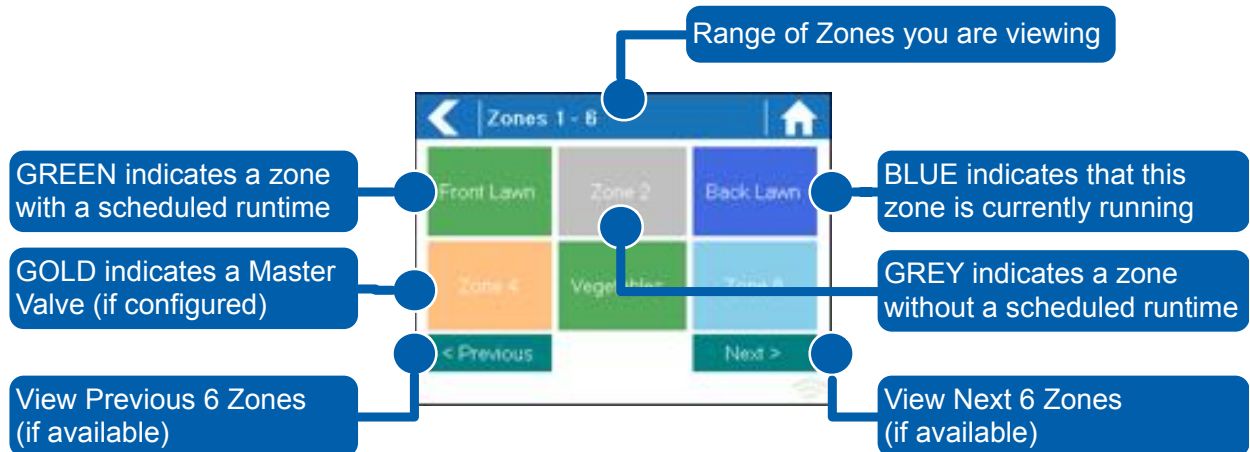 Range of Zones you are viewing
Zones 1 - 6
GREEN indicates a zone
with a scheduled runtime
Front Lawn
Zone 2
Back Lawn
BLUE indicates that this
zone is currently running
GOLD indicates a Master
Valve (if configured)
Zone 4
Vegetables
Zone 6
GREY indicates a zone
without a scheduled runtime
< Previous
Next >
View Previous 6 Zones
(if available)
View Next 6 Zones
(if available)